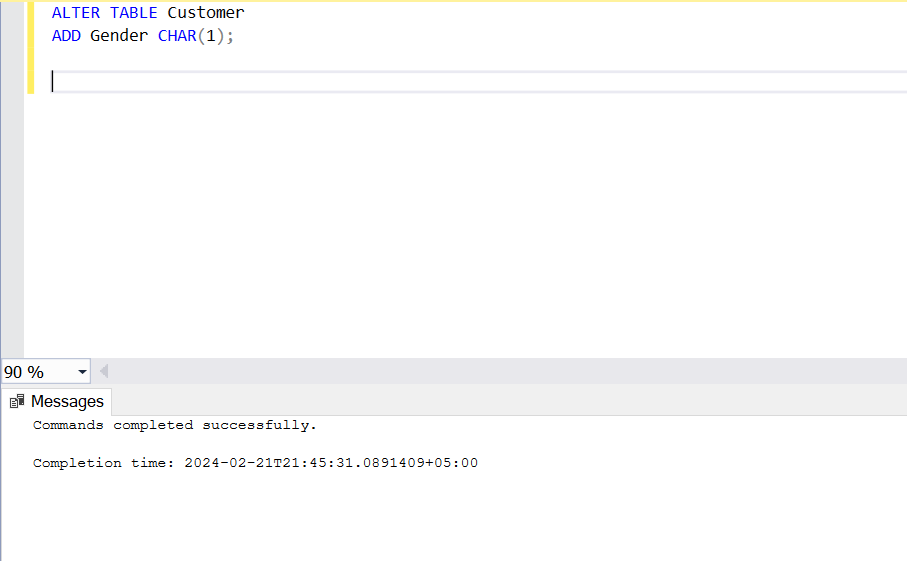 ALTER TABLE Customer
ADD Gender CHAR(1);
90 %
Messages
Commands completed successfully.
Completion time: 2024-02-21T21:45:31.0891409+05:00